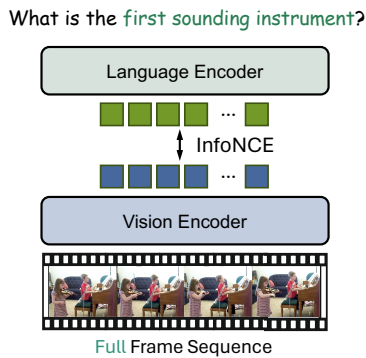 What is the first sounding instrument?
Language Encoder
...
InfoNCE
...
Vision Encoder
Full Frame Sequence